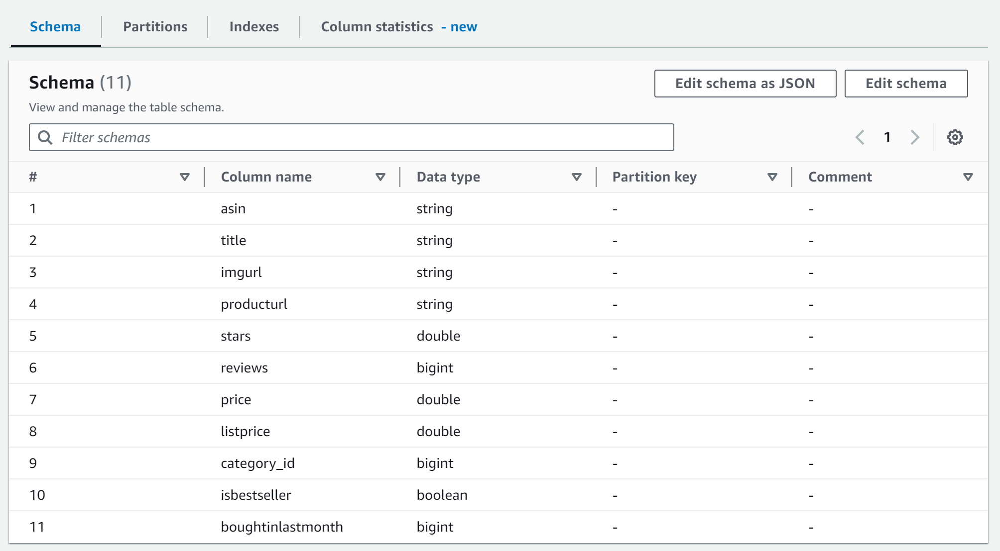 Schema Partitions Indexes Column statistics - new
Schema (11) Edit schema as JSON Edit schema
View and manage the table schema.
Filter schemas 1
# Column name Data type Partition key Comment
1 asin string - -
2 title string - -
3 imgurl string - -
4 producturl string - -
5 stars double - -
6 reviews bigint - -
7 price double - -
8 listprice double - -
9 category_id bigint - -
10 isbestseller boolean - -
11 boughtinlastmonth bigint - -